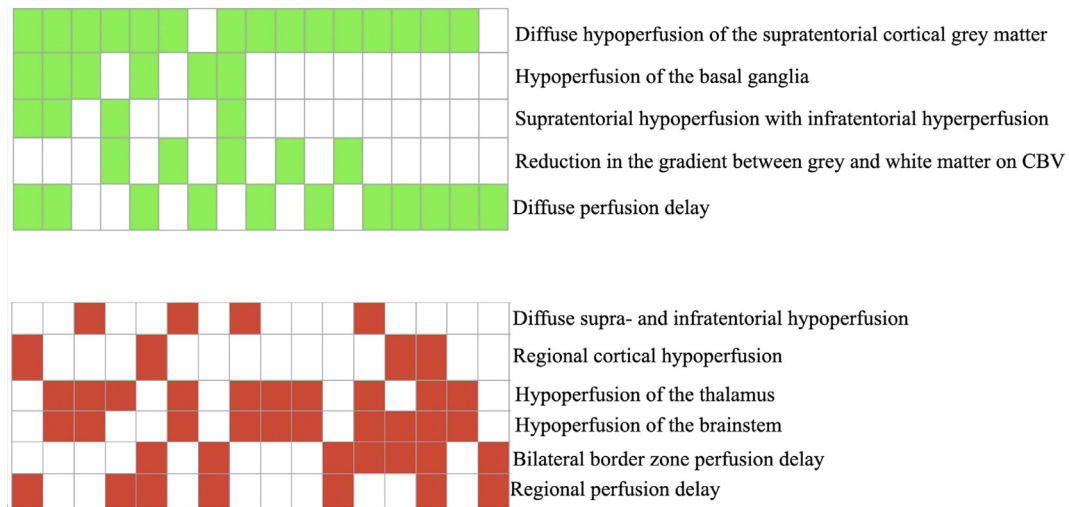 Diffuse hypoperfusion of the supratentorial cortical grey matter
Hypoperfusion of the basal ganglia
Supratentorial hypoperfusion with infratentorial hyperperfusion
Reduction in the gradient between grey and white matter on CBV
Diffuse perfusion delay
Diffuse supra- and infratentorial hypoperfusion
Regional cortical hypoperfusion
Hypoperfusion of the thalamus
Hypoperfusion of the brainstem
Bilateral border zone perfusion delay
Regional perfusion delay